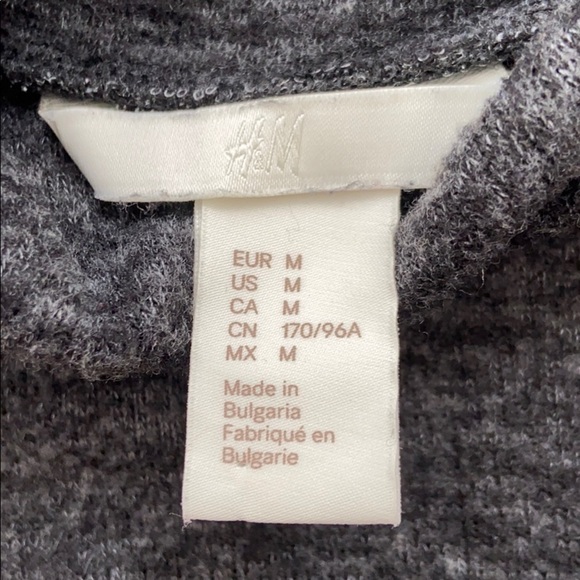 H&M
EUR M
US M
CA M
CN 170/96A
MX M
Made in
Bulgaria
Fabriqué en
Bulgarie